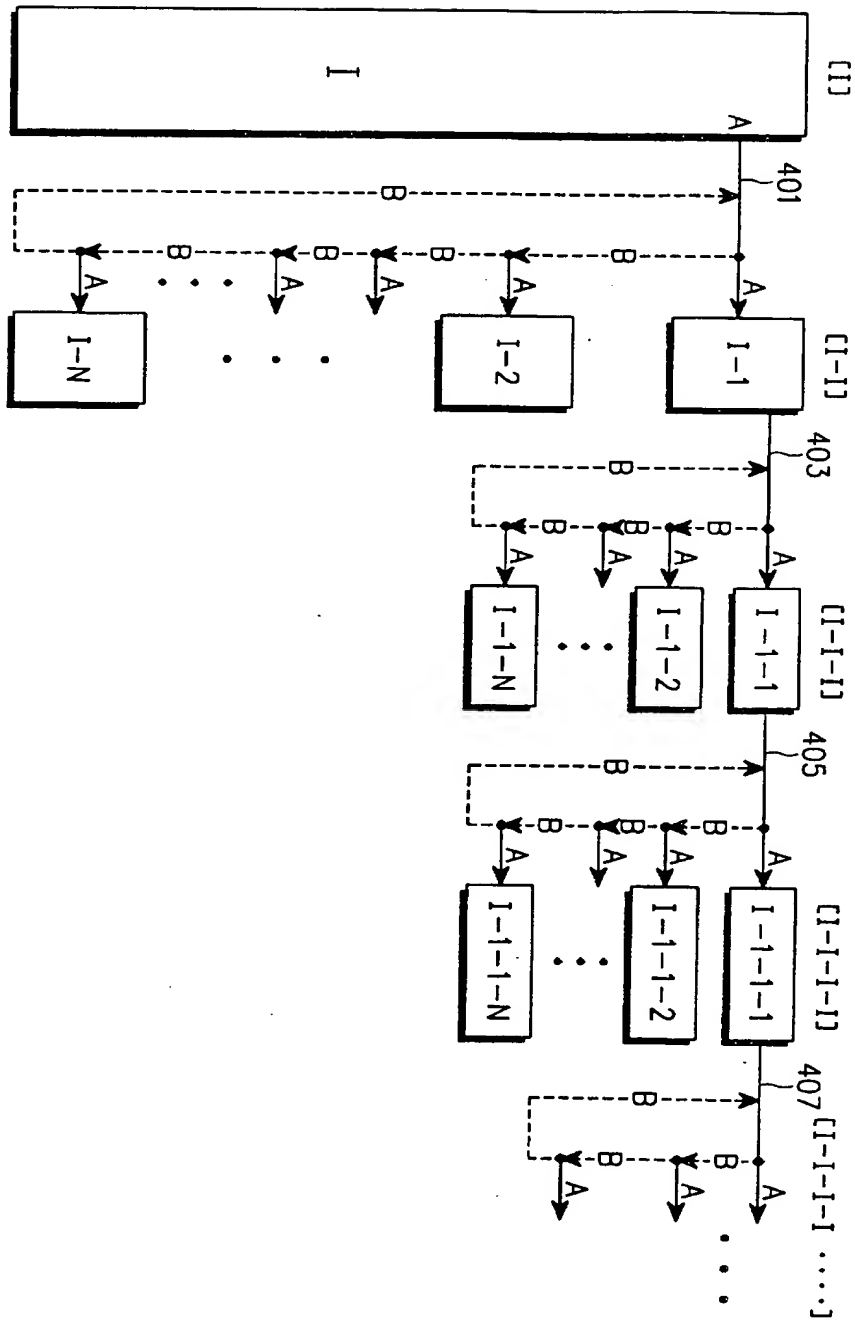 [I]
A
I
401
B
B
B
B
B
A
A
A
A
A
[I-I]
I-1
I-2
I-N
403
B
B
B
B
A
A
A
A
[I-I-I]
I-1-1
I-1-2
I-1-N
405
B
B
B
B
A
A
A
A
[I-I-I-I]
I-1-1-1
I-1-1-2
I-1-1-N
407
B
B
B
A
A
A
[I-I-I-I-I ....]